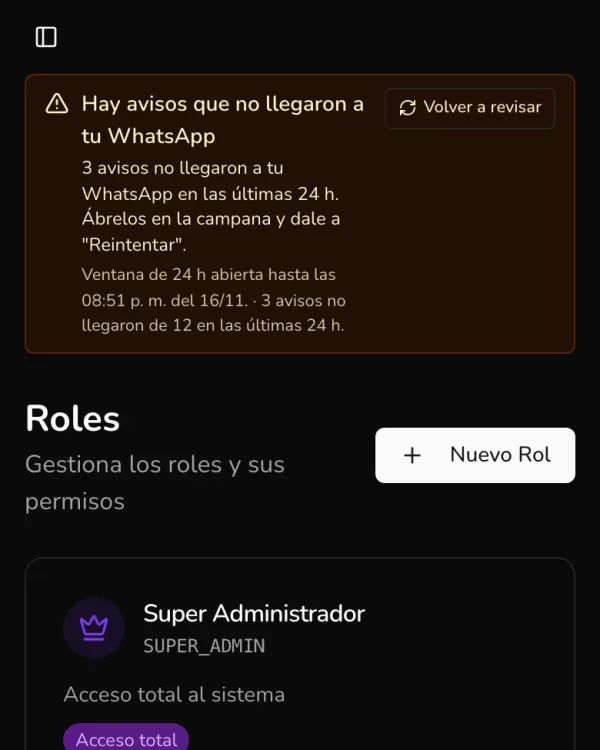 Hay avisos que no llegaron a
tu WhatsApp
Volver a revisar
3 avisos no llegaron a tu
WhatsApp en las últimas 24 h.
Ábrelos en la campana y dale a
"Reintentar".
Ventana de 24 h abierta hasta las
08:51 p. m. del 16/11. · 3 avisos no
llegaron de 12 en las últimas 24 h.
Roles
Gestiona los roles y sus
permisos
Nuevo Rol
Super Administrador
SUPER_ADMIN
Acceso total al sistema
Acceso total